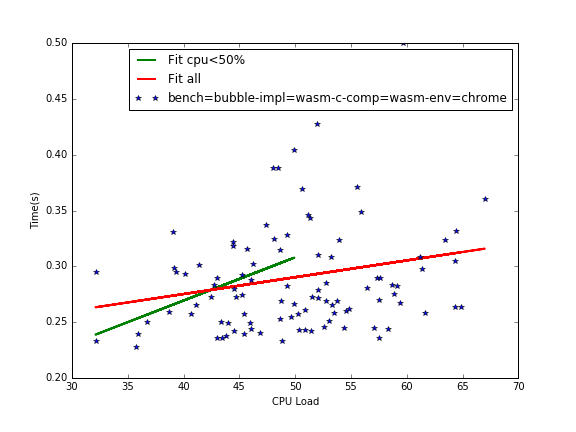 0.50
Fit cpu<50%
Fit all
bench=bubble-impl=wasm-c-comp=wasm-env=chrome
0.45
0.40
0.35
0.30
0.25
0.20
Time(s)
30 35 40 45 50 55 60 65 70
CPU Load